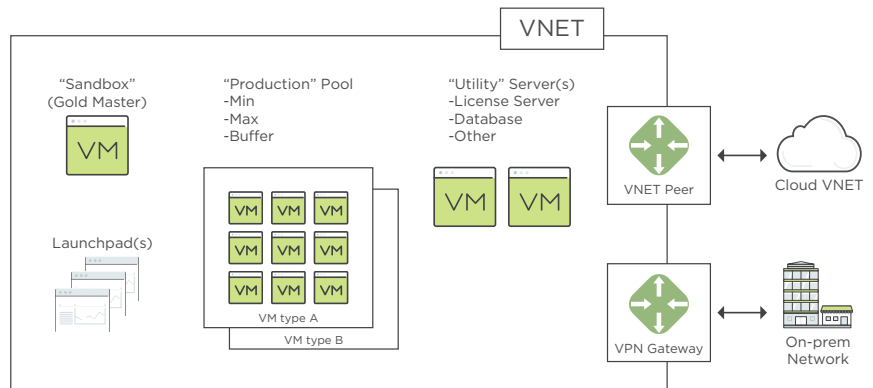 VNET
“Sandbox”
(Gold Master)
VM
“Production” Pool
-Min
-Max
-Buffer
VM VM VM
VM VM VM
VM VM VM
VM type A
VM type B
“Utility” Server(s)
-License Server
-Database
-Other
VM VM
Launchpad(s)
VNET Peer
Cloud VNET
VPN Gateway
On-prem
Network